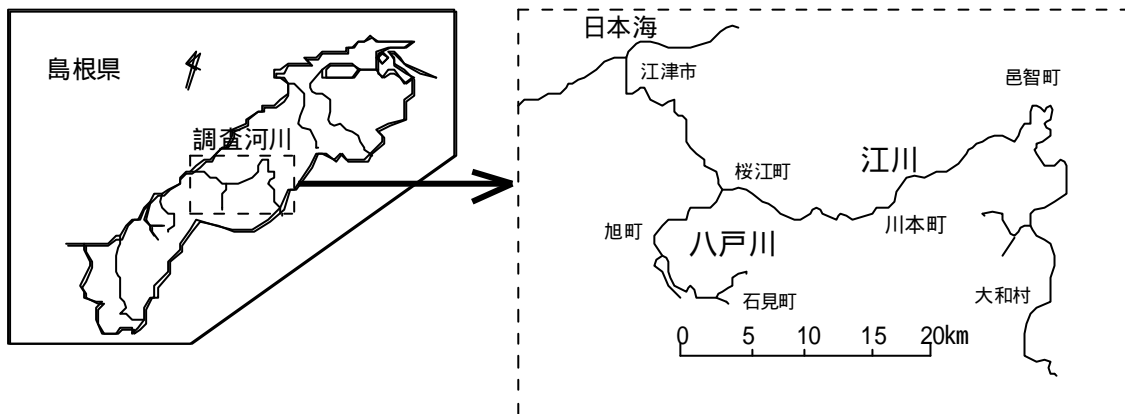 島根県
調査河川
日本海
江津市
邑智町
桜江町
江川
川本町
旭町
八戸川
石見町
大和村
0 5 10 15 20km